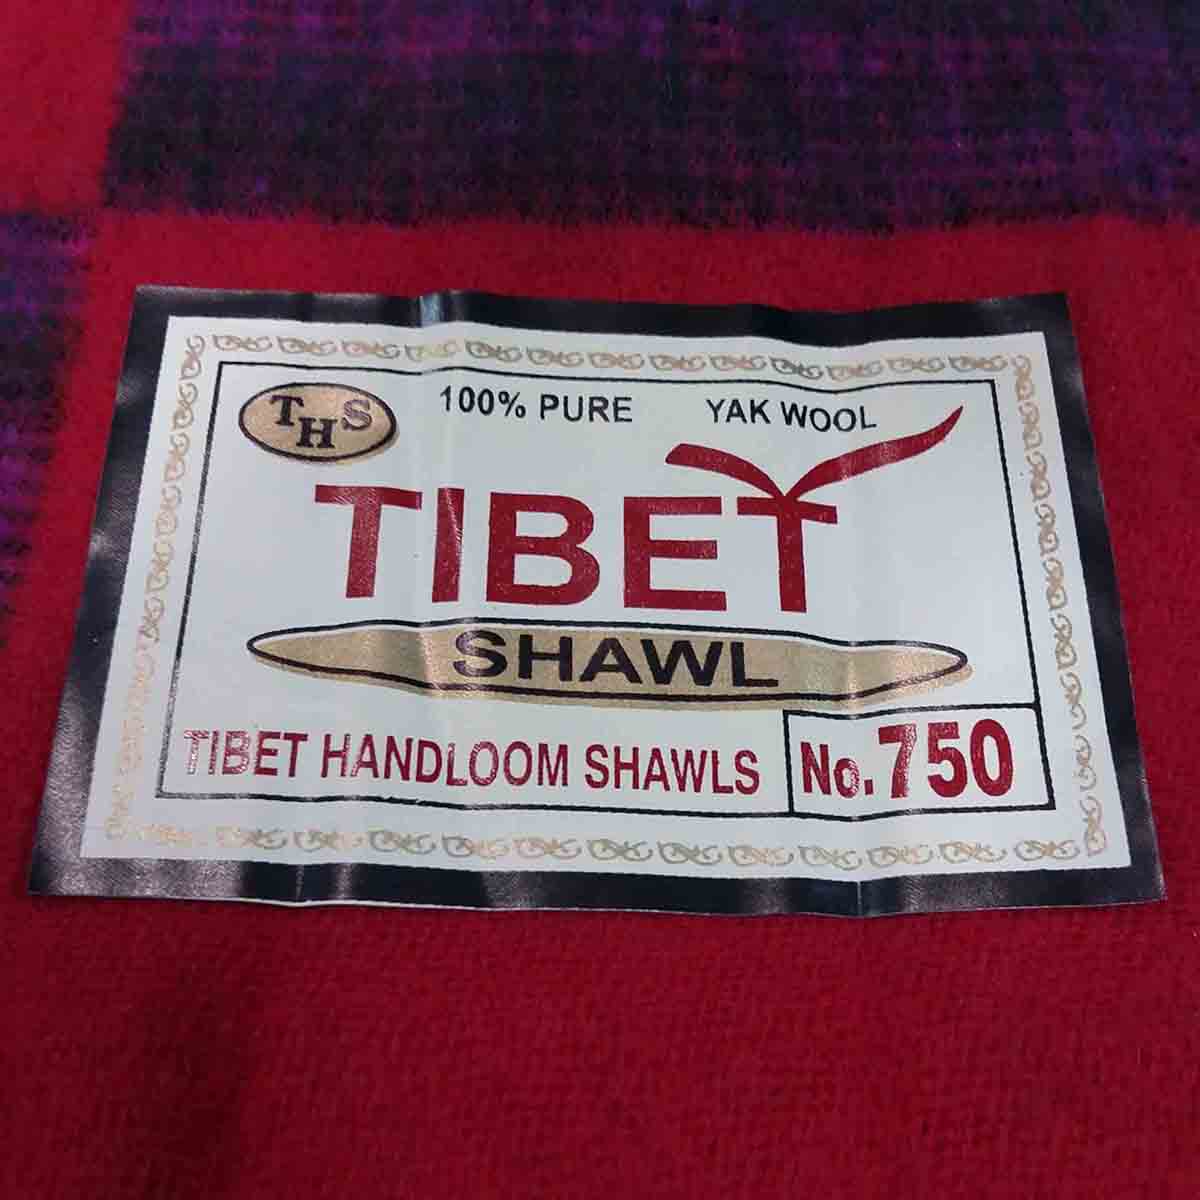 THS
100% PURE YAK WOOL
TIBET
SHAWL
TIBET HANDLOOM SHAWLS
No. 750